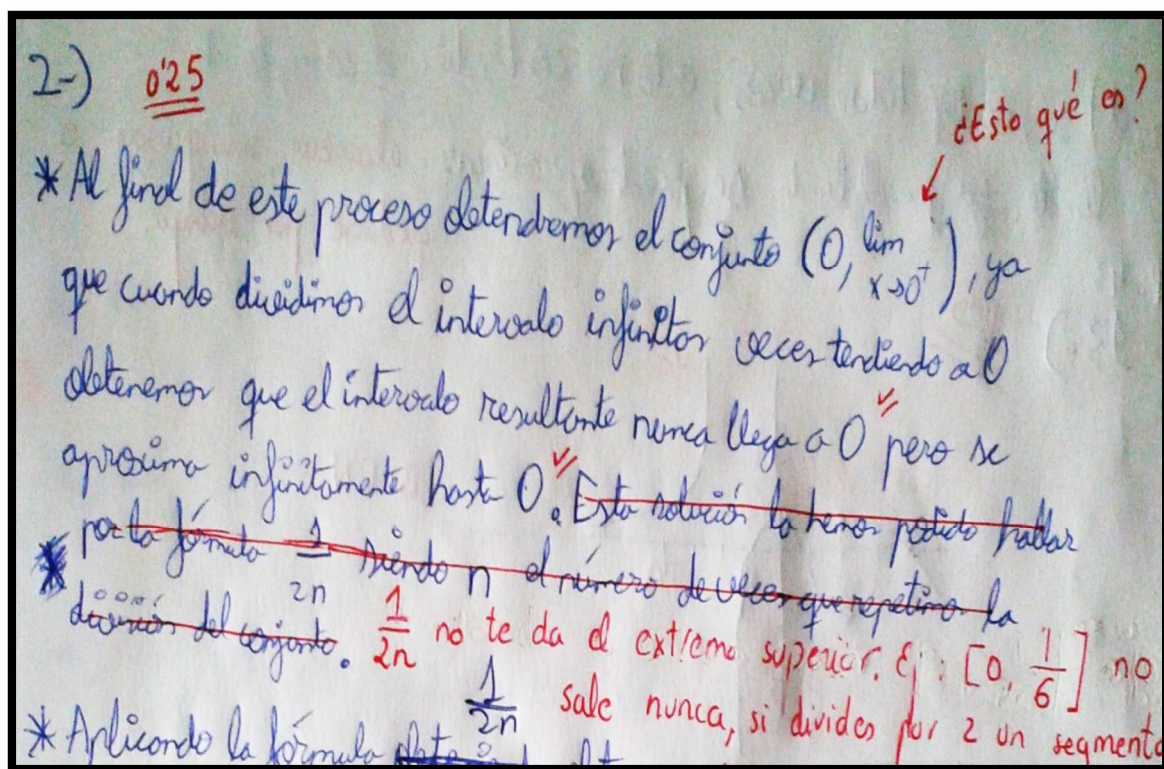 2-) 0'25
¿Esto qué es?
* Al final de este proceso obtendremos el conjunto (0, lim x→0⁺), ya
que cuando dividimos el intervalo infinitos veces tendiendo a 0
obtenemos que el intervalo resultante nunca llega a 0 pero se
aproxima infinitamente hasta 0. Esta solución la hemos podido hallar
por la fórmula 1/2n siendo n el número de veces que repetimos la
división del conjunto. 1/2n no te da el extremo superior. Ej: [0, 1/6] no
sale nunca, si divides por 2 un segmento
* Aplicando la fórmula 1/2n